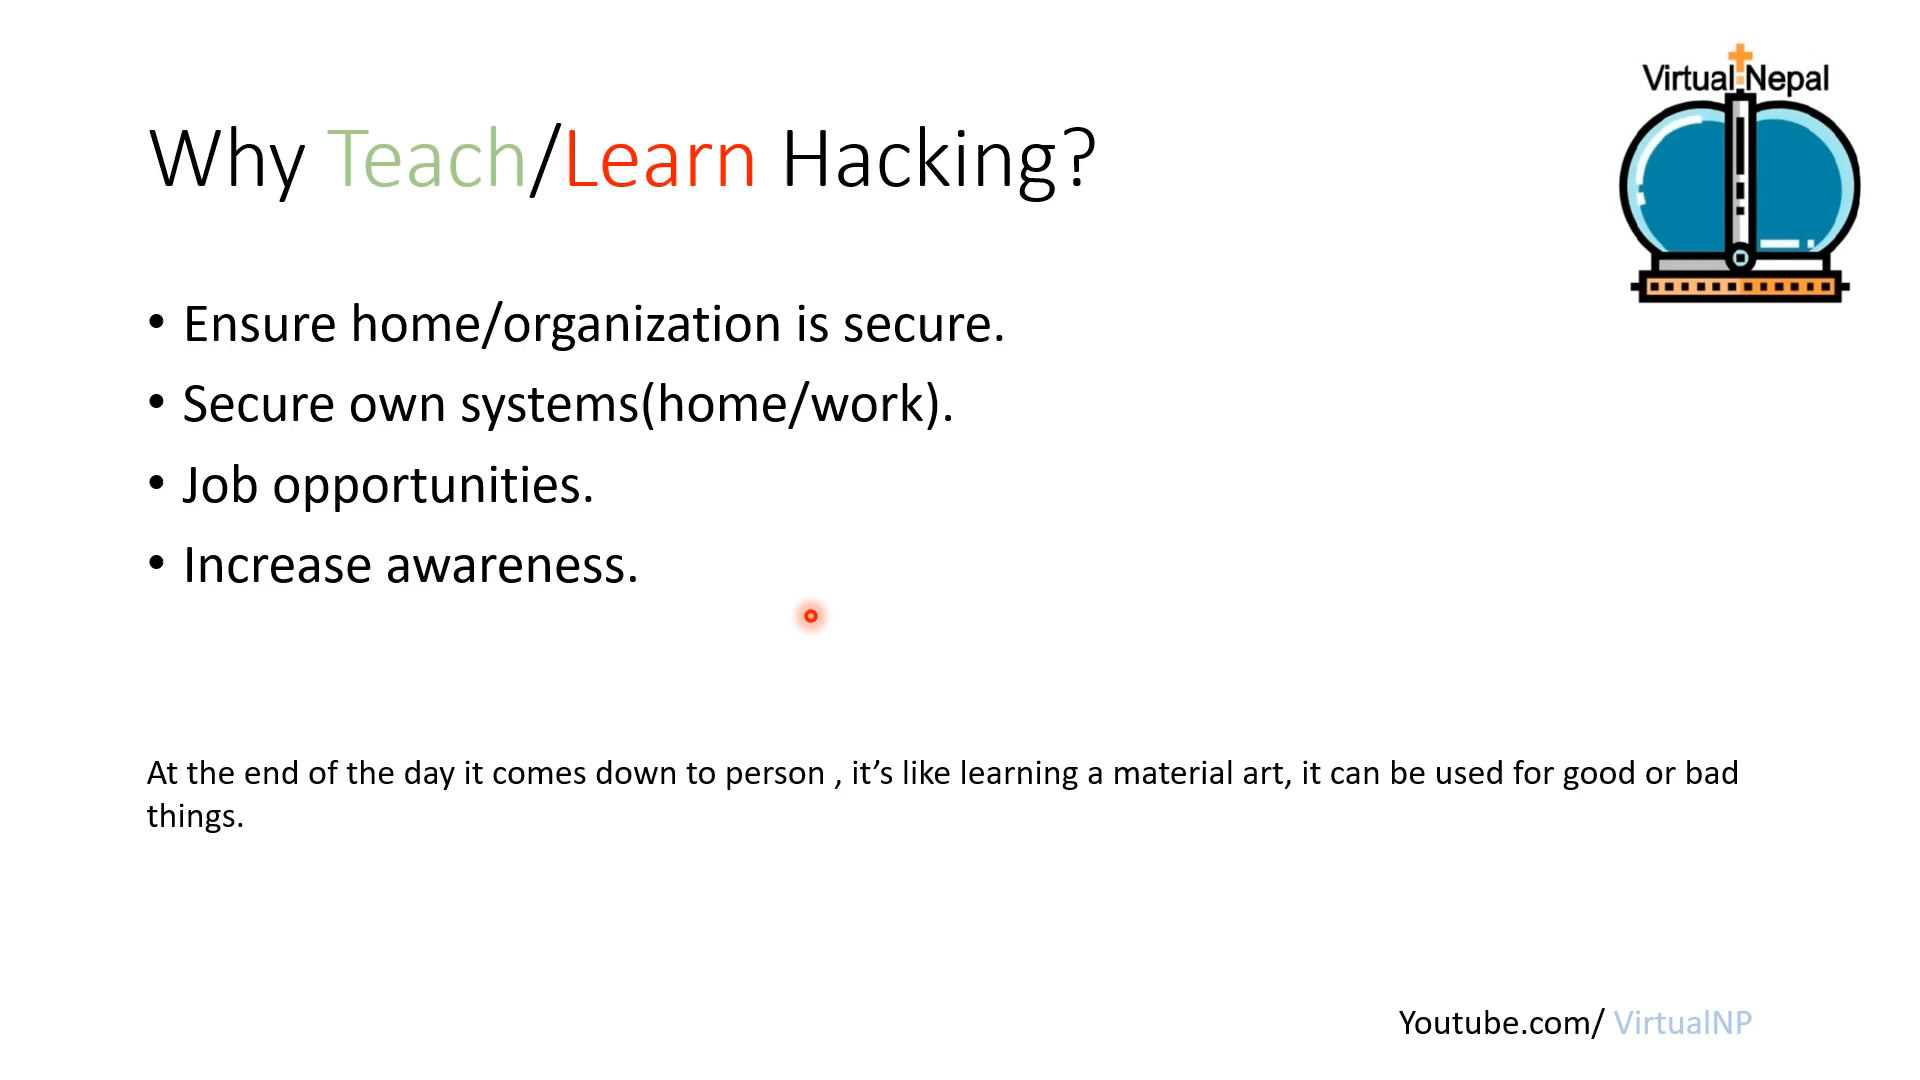 Virtual Nepal
Why Teach/Learn Hacking?
• Ensure home/organization is secure.
• Secure own systems(home/work).
• Job opportunities.
• Increase awareness.
At the end of the day it comes down to person , it’s like learning a material art, it can be used for good or bad
things.
Youtube.com/ VirtualNP